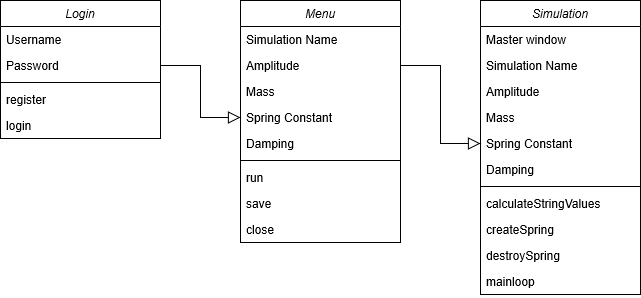 Login
Username
Password
register
login
Menu
Simulation Name
Amplitude
Mass
Spring Constant
Damping
run
save
close
Simulation
Master window
Simulation Name
Amplitude
Mass
Spring Constant
Damping
calculateStringValues
createSpring
destroySpring
mainloop